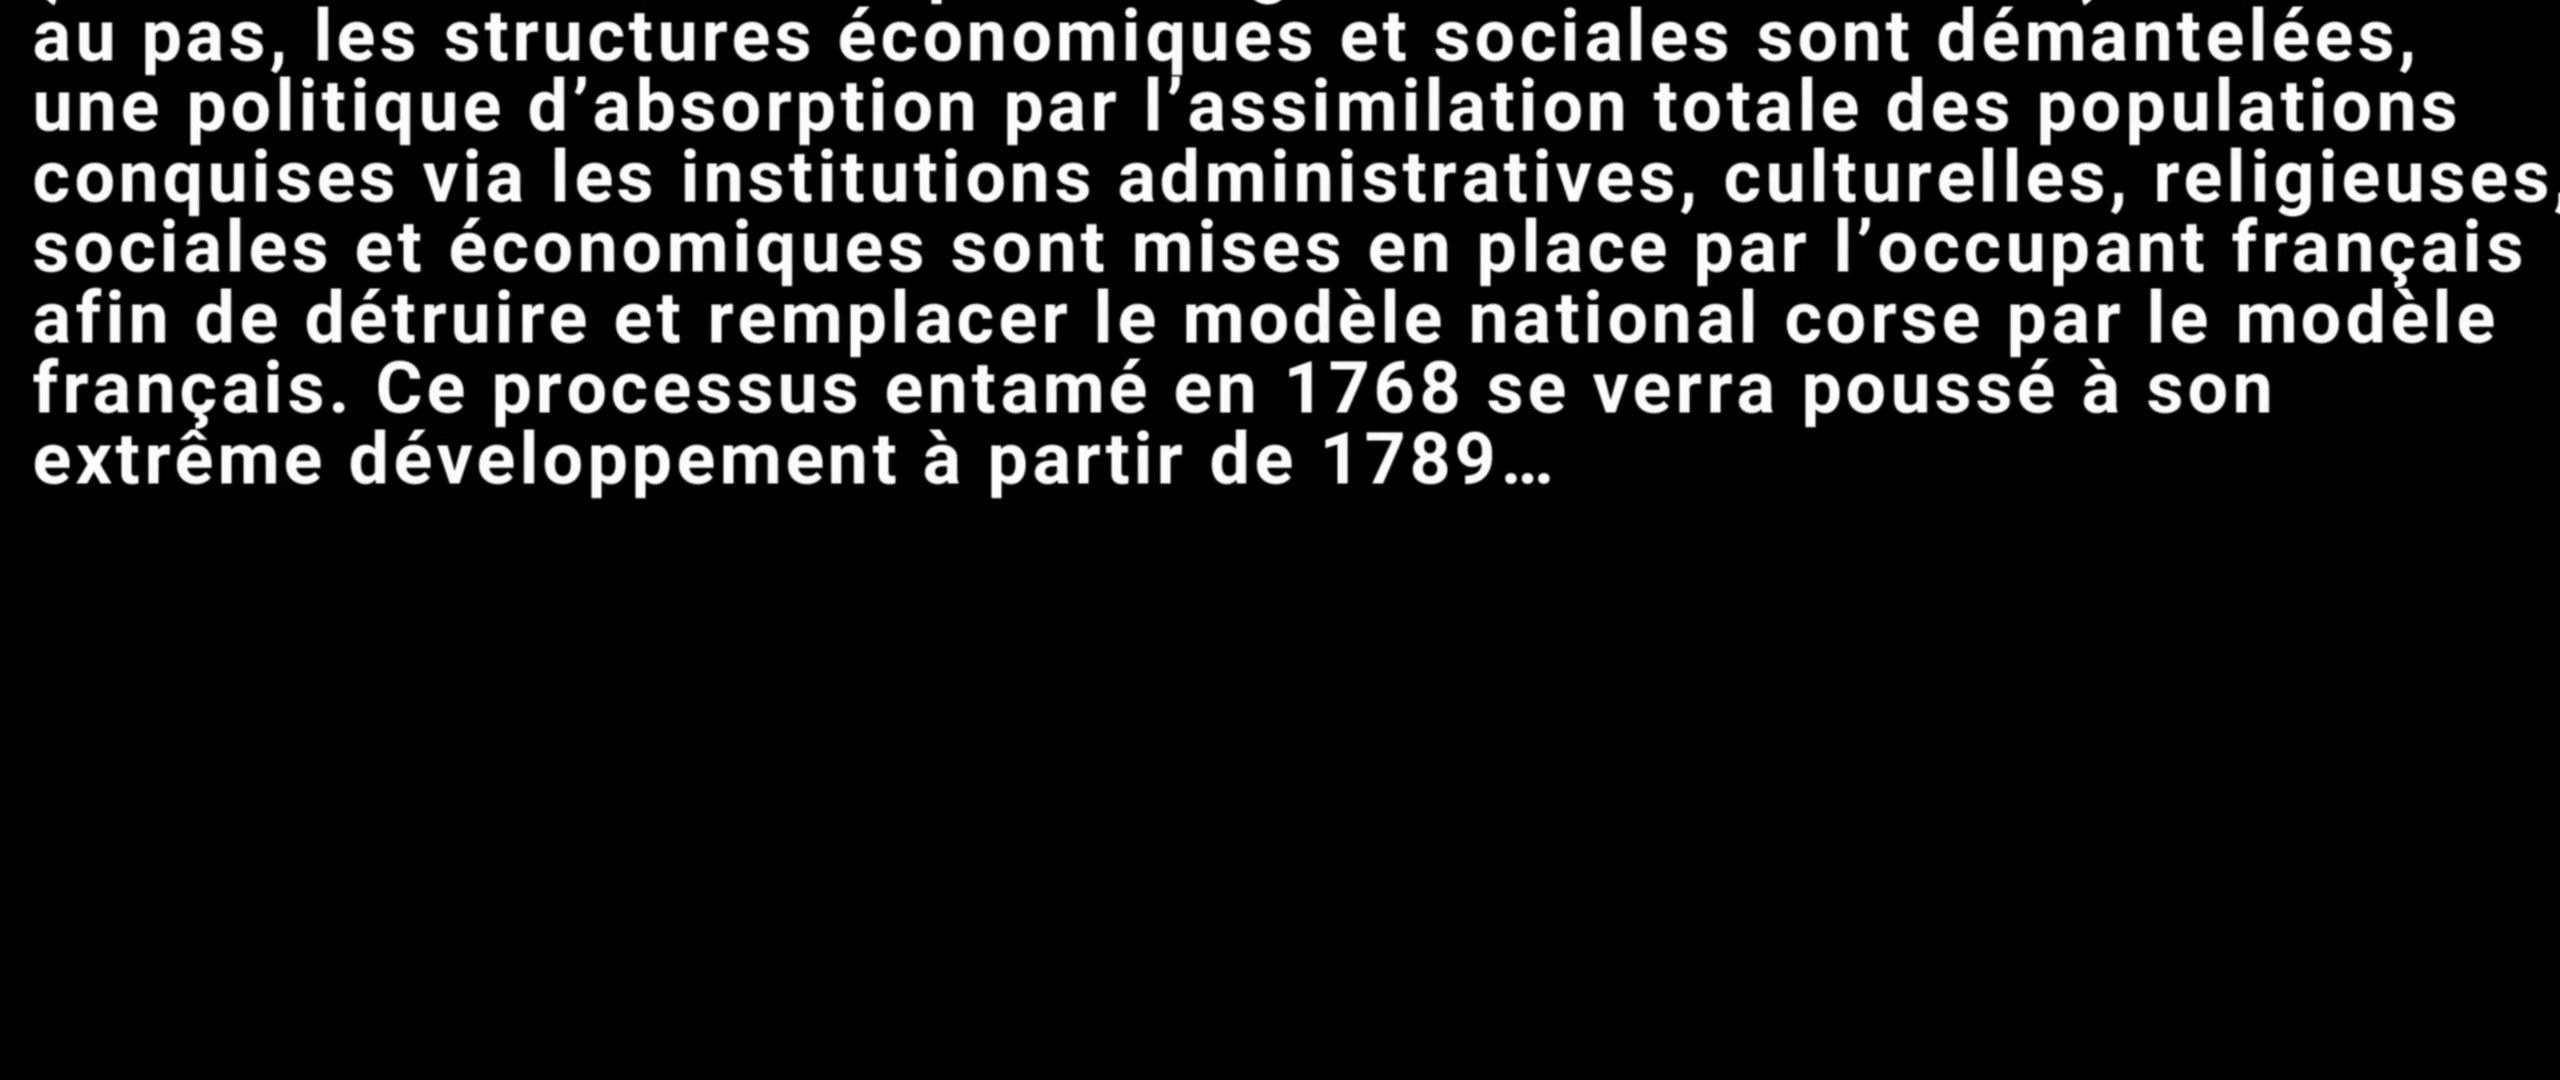 au pas, les structures économiques et sociales sont démantelées,
une politique d’absorption par l’assimilation totale des populations
conquises via les institutions administratives, culturelles, religieuses,
sociales et économiques sont mises en place par l’occupant français
afin de détruire et remplacer le modèle national corse par le modèle
français. Ce processus entamé en 1768 se verra poussé à son
extrême développement à partir de 1789…